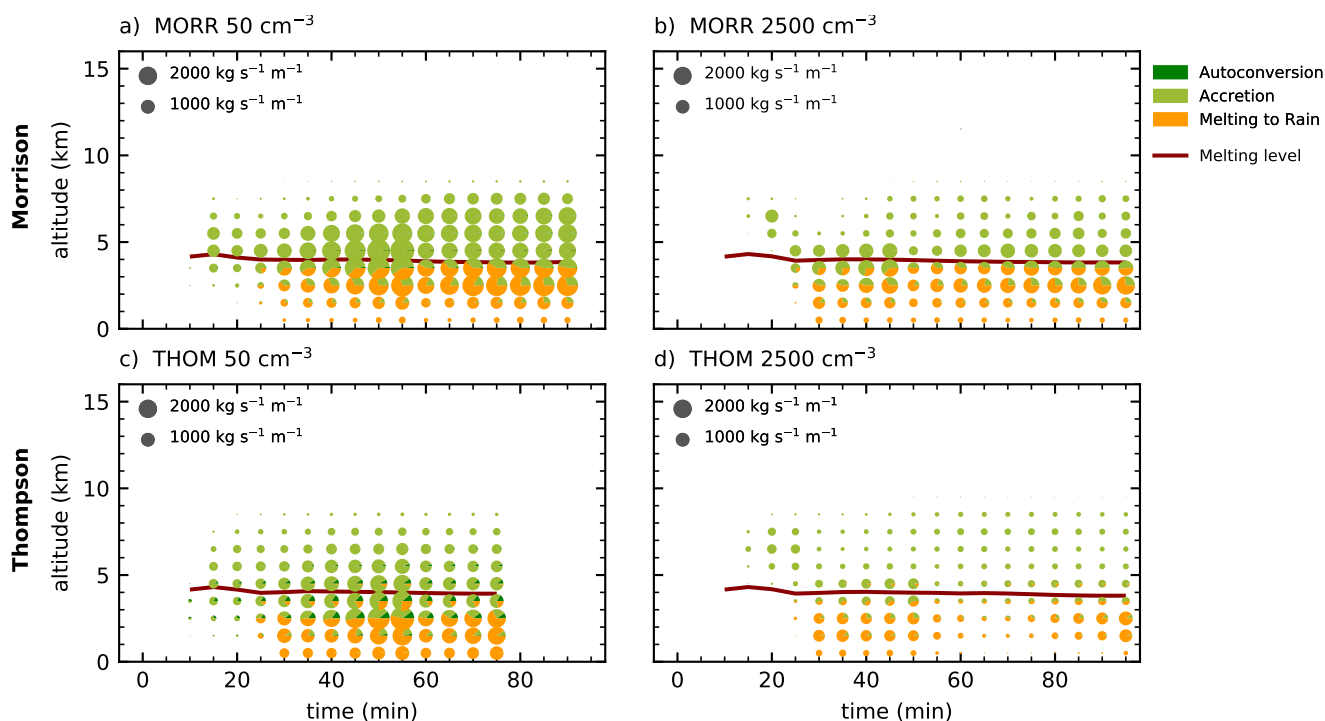 a) MORR 50 cm⁻³
b) MORR 2500 cm⁻³
Morrison
altitude (km)
15
10
5
0
2000 kg s⁻¹ m⁻¹
1000 kg s⁻¹ m⁻¹
2000 kg s⁻¹ m⁻¹
1000 kg s⁻¹ m⁻¹
Autoconversion
Accretion
Melting to Rain
Melting level
c) THOM 50 cm⁻³
d) THOM 2500 cm⁻³
Thompson
altitude (km)
15
10
5
0
2000 kg s⁻¹ m⁻¹
1000 kg s⁻¹ m⁻¹
2000 kg s⁻¹ m⁻¹
1000 kg s⁻¹ m⁻¹
0 20 40 60 80
0 20 40 60 80
time (min)
time (min)